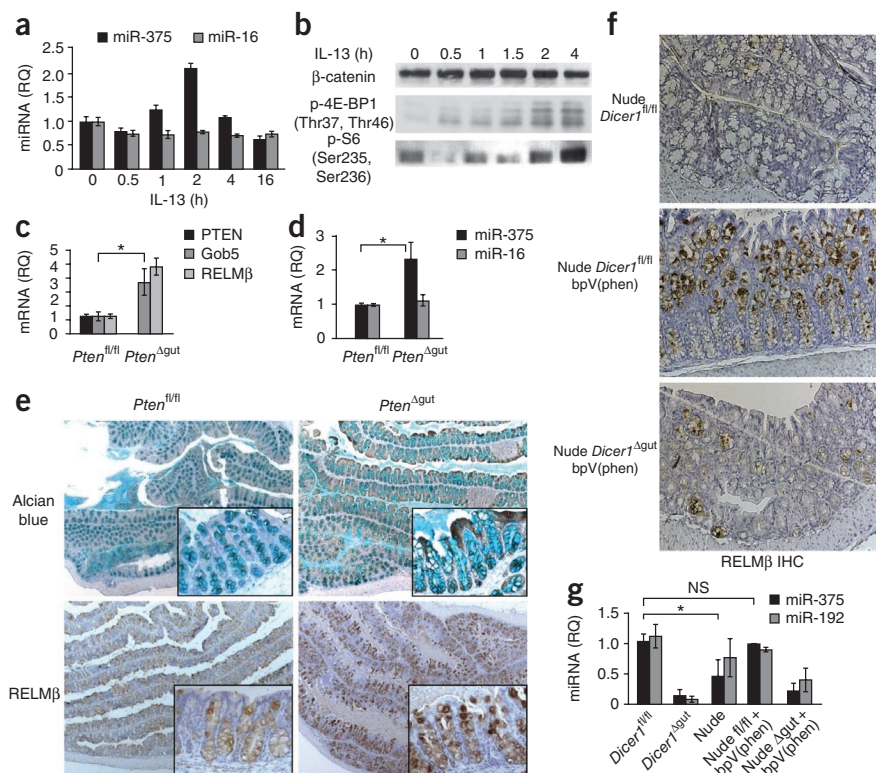 a
miR-375 miR-16
miRNA (RQ)
2.5
2.0
1.5
1.0
0.5
0
0 0.5 1 2 4 16
IL-13 (h)
b
IL-13 (h) 0 0.5 1 1.5 2 4
β-catenin
p-4E-BP1
(Thr37, Thr46)
p-S6
(Ser235,
Ser236)
c
PTEN
Gob5
RELMβ
*
mRNA (RQ)
5
4
3
2
1
0
Pten^fl/fl Pten^Δgut
d
miR-375
miR-16
*
mRNA (RQ)
3
2
1
0
Pten^fl/fl Pten^Δgut
e
Pten^fl/fl Pten^Δgut
Alcian
blue
RELMβ
f
Nude
Dicer1^fl/fl
Nude Dicer1^fl/fl
bpV(phen)
Nude Dicer1^Δgut
bpV(phen)
RELMβ IHC
g
NS
*
miR-375
miR-192
miRNA (RQ)
1.5
1.0
0.5
0
Dicer1^fl/fl
Dicer1^Δgut
Nude
Nude fl/fl +
bpV(phen)
Nude Δgut +
bpV(phen)